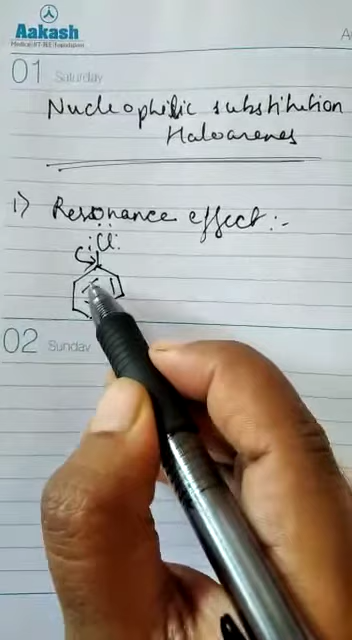 Aakash
Medical | IIT-JEE | Foundations
01 Saturday
Nucleophilic substitution
Haloarenes
1) Resonance effect:-
:Cl:
02 Sunday